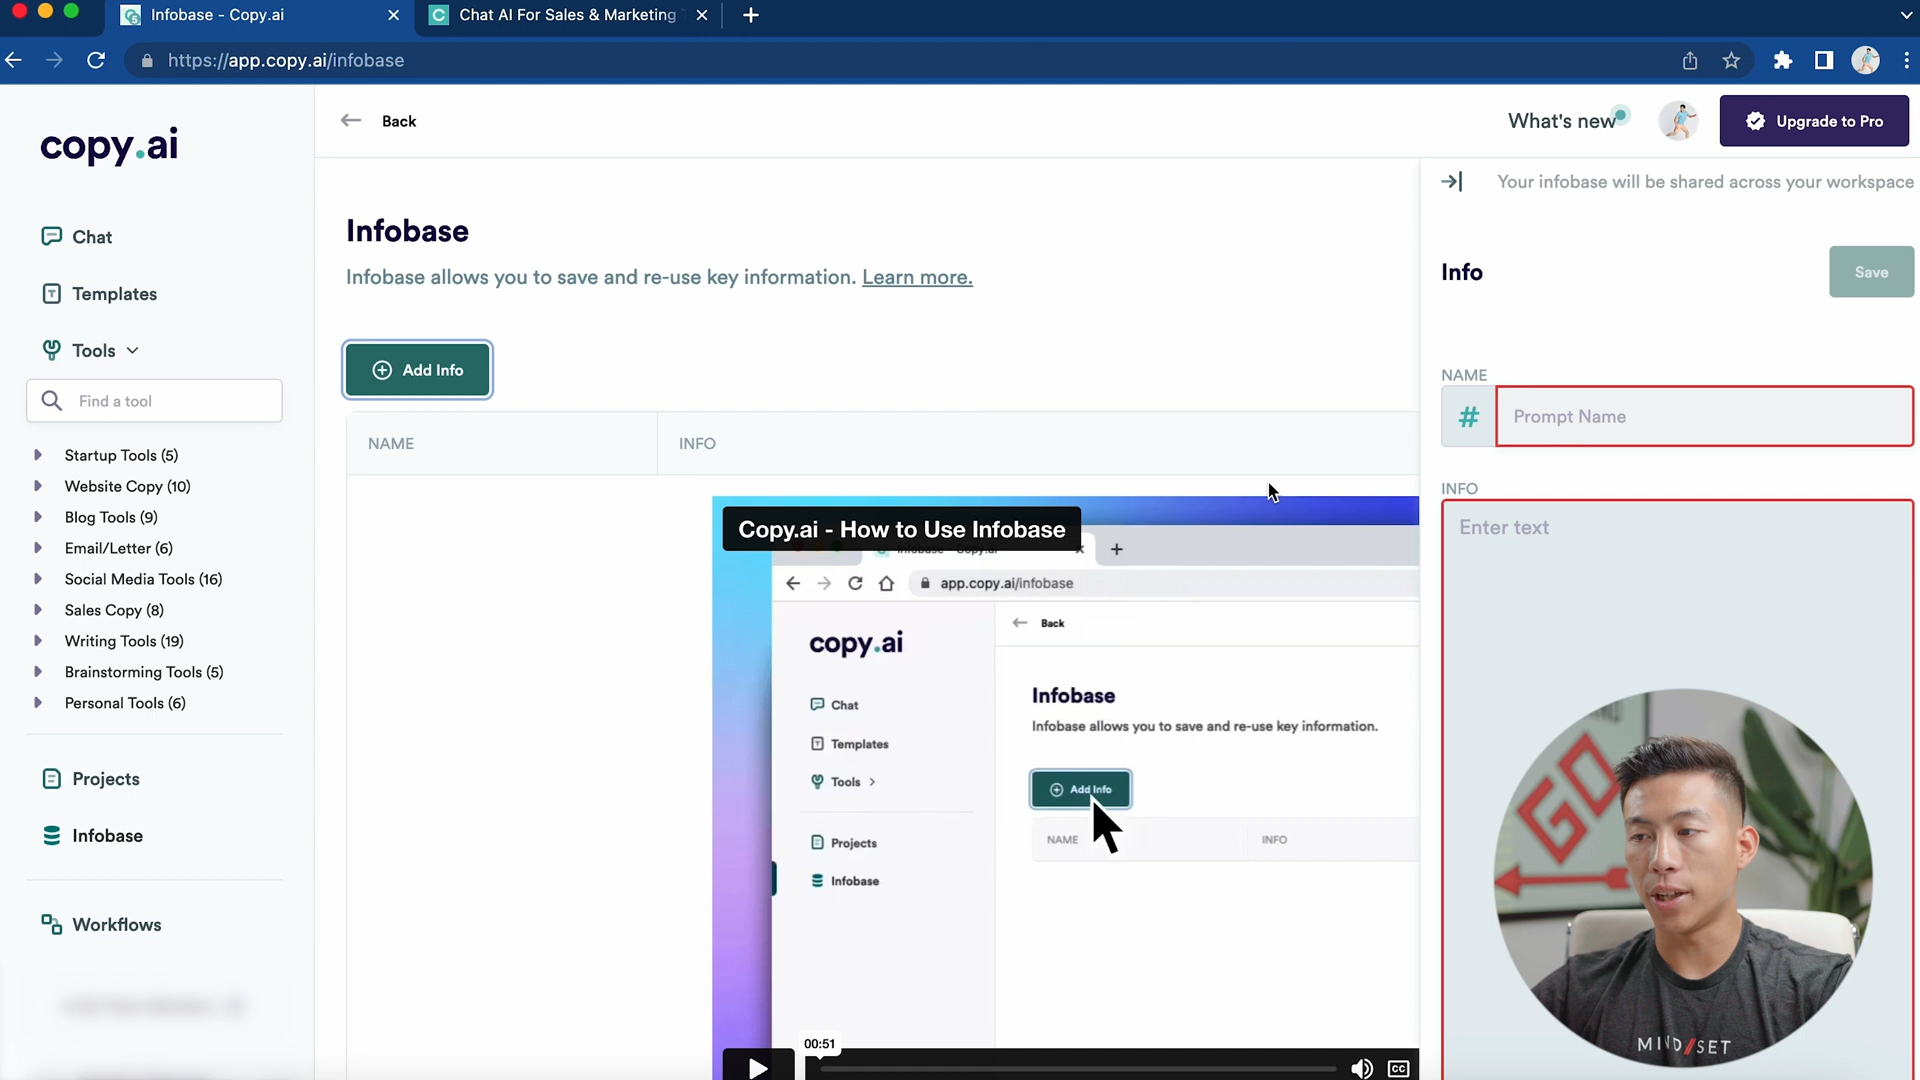 Infobase - Copy.ai
Chat AI For Sales & Marketing
https://app.copy.ai/infobase
copy.ai
Back
What's new
Upgrade to Pro
Your infobase will be shared across your workspace
Chat
Templates
Tools
Find a tool
Startup Tools (5)
Website Copy (10)
Blog Tools (9)
Email/Letter (6)
Social Media Tools (16)
Sales Copy (8)
Writing Tools (19)
Brainstorming Tools (5)
Personal Tools (6)
Projects
Infobase
Workflows
Infobase
Infobase allows you to save and re-use key information. Learn more.
Add Info
NAME
INFO
Copy.ai - How to Use Infobase
app.copy.ai/infobase
copy.ai
Back
Chat
Templates
Tools
Projects
Infobase
Infobase
Infobase allows you to save and re-use key information.
Add Info
NAME
INFO
00:51
CC
Info
Save
NAME
# Prompt Name
INFO
Enter text
GO
MIND/SET